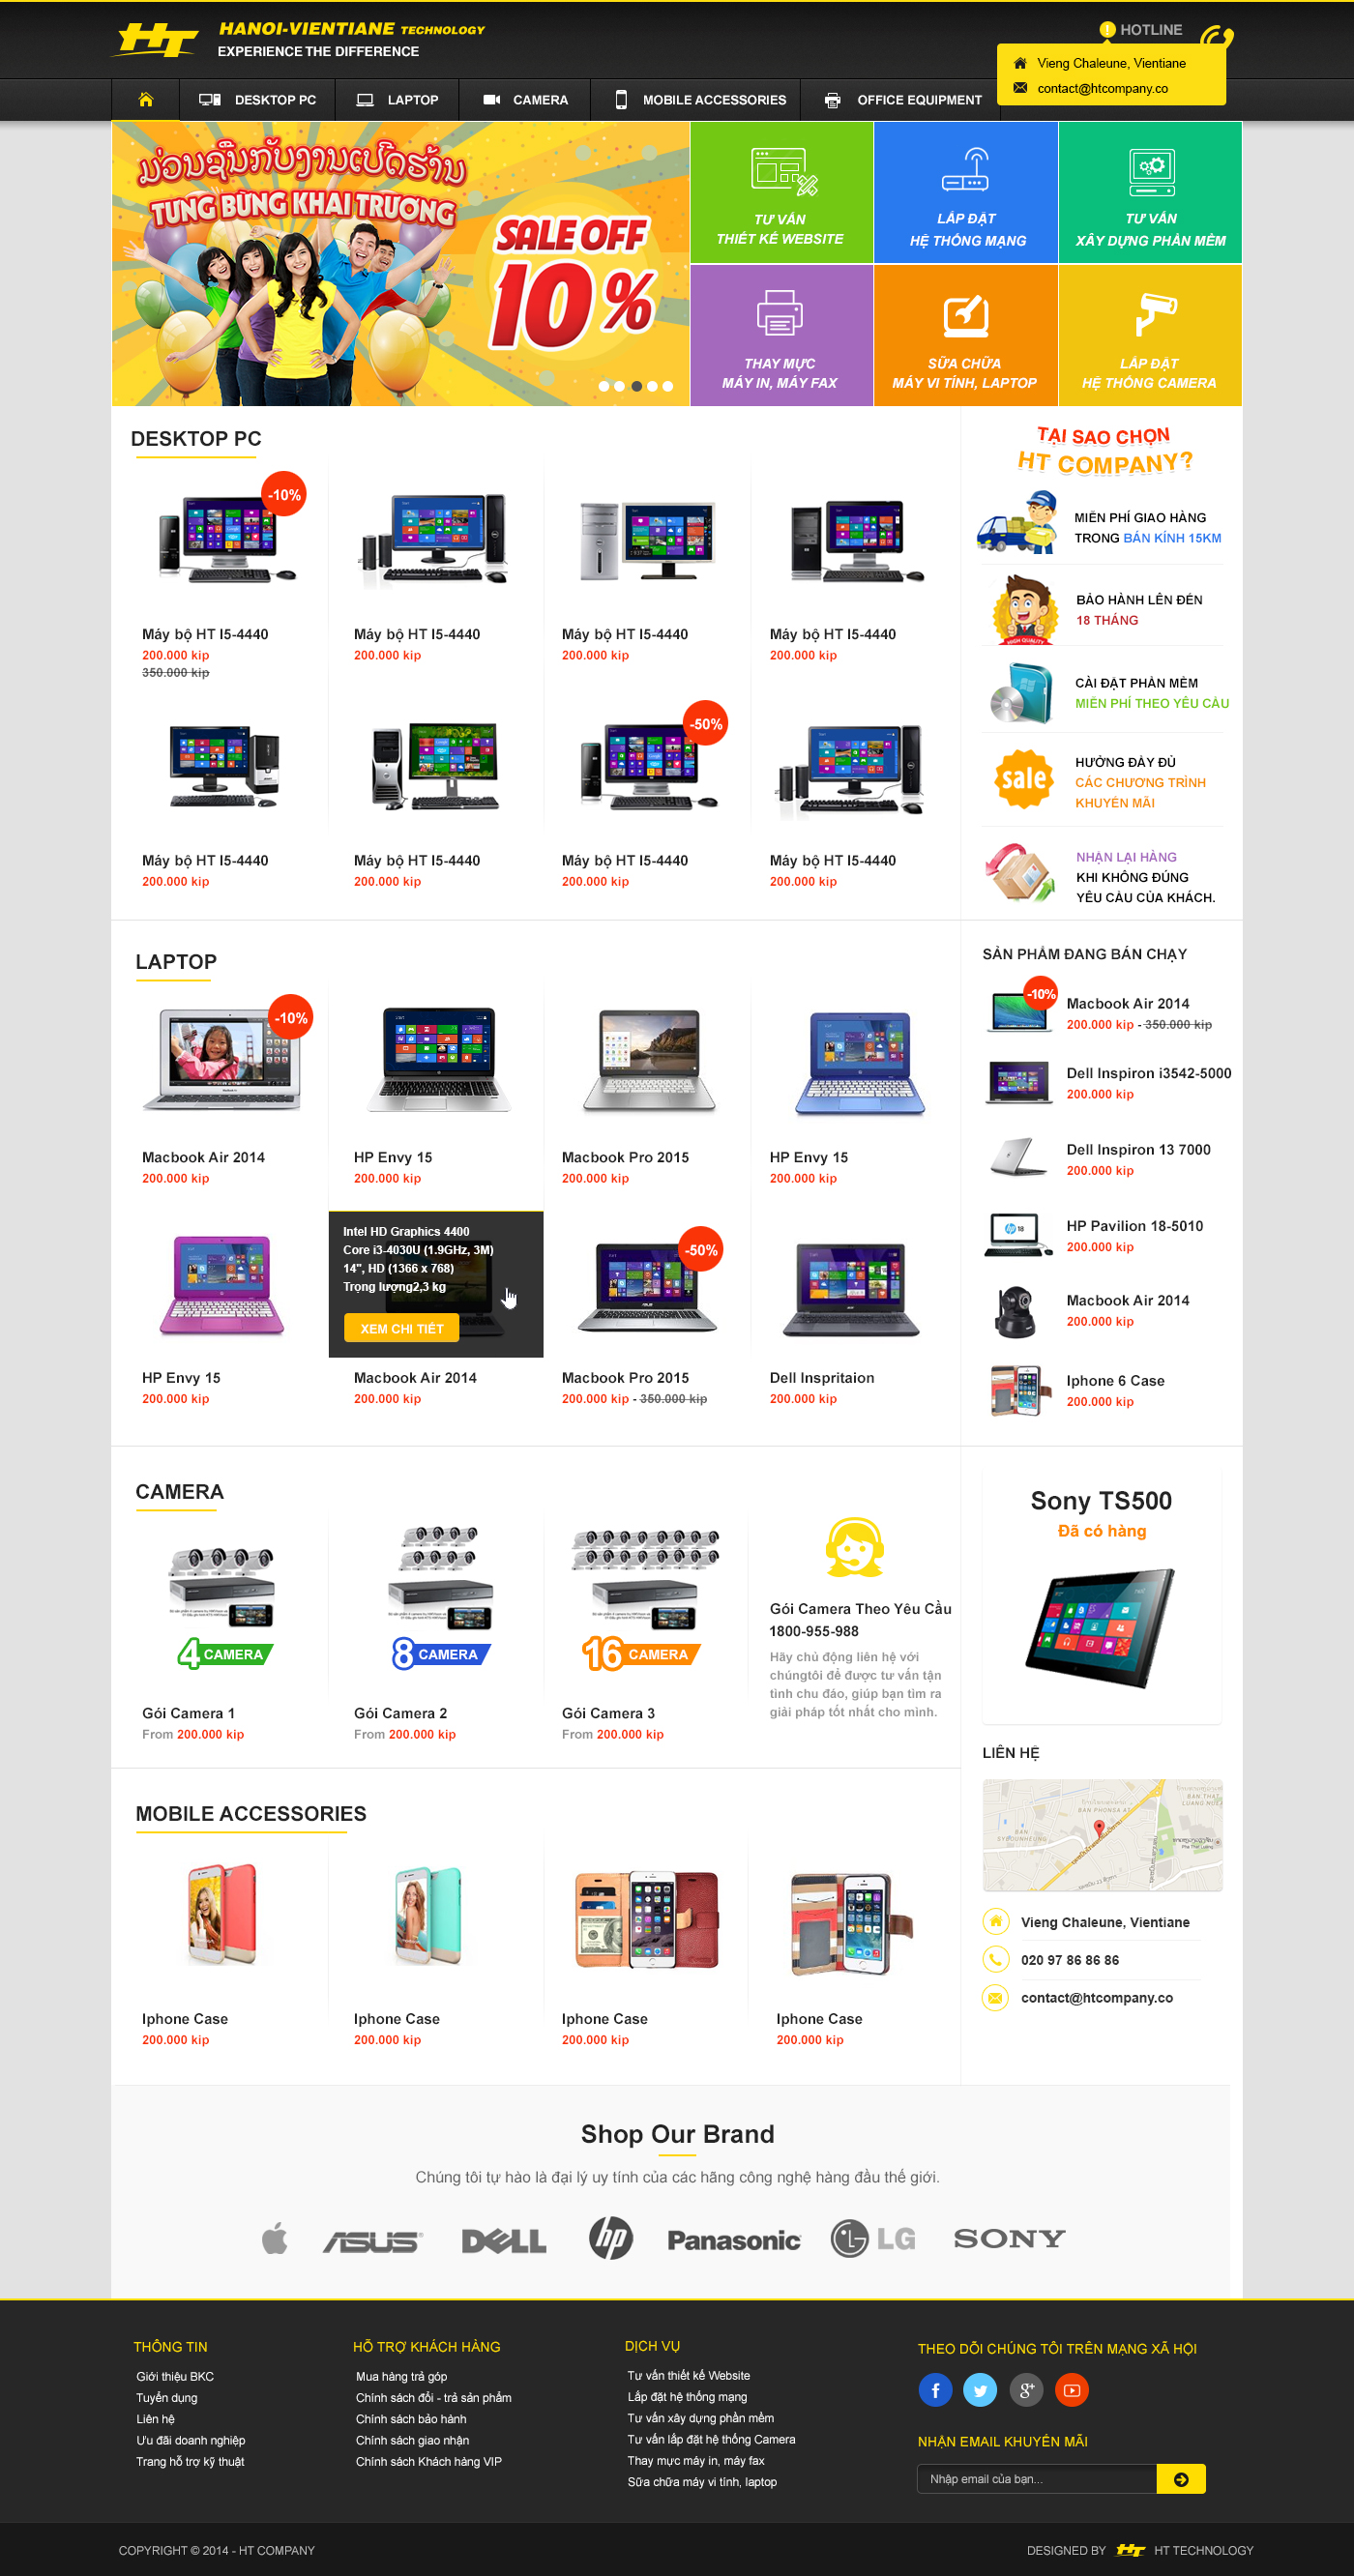 HT
HANOI-VIENTIANE TECHNOLOGY
EXPERIENCE THE DIFFERENCE
HOTLINE
Vieng Chaleune, Vientiane
contact@htcompany.co
DESKTOP PC
LAPTOP
CAMERA
MOBILE ACCESSORIES
OFFICE EQUIPMENT
ມ່ວນຊື່ນກັບງານເປີດຮ້ານ
TƯNG BỪNG KHAI TRƯƠNG
SALE OFF
10 %
TƯ VẤN
THIẾT KẾ WEBSITE
LẮP ĐẶT
HỆ THỐNG MẠNG
TƯ VẤN
XÂY DỰNG PHẦN MỀM
THAY MỰC
MÁY IN, MÁY FAX
SỮA CHỮA
MÁY VI TÍNH, LAPTOP
LẮP ĐẶT
HỆ THỐNG CAMERA
DESKTOP PC
-10%
Máy bộ HT I5-4440
200.000 kip
350.000 kip
Máy bộ HT I5-4440
200.000 kip
Máy bộ HT I5-4440
200.000 kip
Máy bộ HT I5-4440
200.000 kip
-50%
Máy bộ HT I5-4440
200.000 kip
Máy bộ HT I5-4440
200.000 kip
Máy bộ HT I5-4440
200.000 kip
Máy bộ HT I5-4440
200.000 kip
TẠI SAO CHỌN
HT COMPANY?
MIỄN PHÍ GIAO HÀNG
TRONG BÁN KÍNH 15KM
HIGH QUALITY
BẢO HÀNH LÊN ĐẾN
18 THÁNG
CÀI ĐẶT PHẦN MỀM
MIỄN PHÍ THEO YÊU CẦU
sale
HƯỞNG ĐẦY ĐỦ
CÁC CHƯƠNG TRÌNH
KHUYẾN MÃI
NHẬN LẠI HÀNG
KHI KHÔNG ĐÚNG
YÊU CẦU CỦA KHÁCH.
LAPTOP
-10%
Macbook Air 2014
200.000 kip
HP Envy 15
200.000 kip
Macbook Pro 2015
200.000 kip
HP Envy 15
200.000 kip
HP Envy 15
200.000 kip
Intel HD Graphics 4400
Core i3-4030U (1.9GHz, 3M)
14", HD (1366 x 768)
Trọng lượng2,3 kg
XEM CHI TIẾT
Macbook Air 2014
200.000 kip
-50%
Macbook Pro 2015
200.000 kip - 350.000 kip
Dell Inspritaion
200.000 kip
SẢN PHẨM ĐANG BÁN CHẠY
-10%
Macbook Air 2014
200.000 kip - 350.000 kip
Dell Inspiron i3542-5000
200.000 kip
Dell Inspiron 13 7000
200.000 kip
HP Pavilion 18-5010
200.000 kip
Macbook Air 2014
200.000 kip
Iphone 6 Case
200.000 kip
CAMERA
4 CAMERA
Gói Camera 1
From 200.000 kip
8 CAMERA
Gói Camera 2
From 200.000 kip
16 CAMERA
Gói Camera 3
From 200.000 kip
Gói Camera Theo Yêu Cầu
1800-955-988
Hãy chủ động liên hệ với
chúngtôi để được tư vấn tận
tình chu đáo, giúp bạn tìm ra
giải pháp tốt nhất cho mình.
Sony TS500
Đã có hàng
LIÊN HỆ
BAN PHONSA AT
BAN THAT
LUANG NUEA
BAN
SYBOUNHEUNG
Vieng Chaleune, Vientiane
020 97 86 86 86
contact@htcompany.co
MOBILE ACCESSORIES
Iphone Case
200.000 kip
Iphone Case
200.000 kip
Iphone Case
200.000 kip
Iphone Case
200.000 kip
Shop Our Brand
Chúng tôi tự hào là đại lý uy tính của các hãng công nghệ hàng đầu thế giới.
ASUS
DELL
hp
Panasonic
LG
SONY
THÔNG TIN
Giới thiệu BKC
Tuyển dụng
Liên hệ
Ưu đãi doanh nghiệp
Trang hỗ trợ kỹ thuật
HỖ TRỢ KHÁCH HÀNG
Mua hàng trả góp
Chính sách đổi - trả sản phẩm
Chính sách bảo hành
Chính sách giao nhận
Chính sách Khách hàng VIP
DỊCH VỤ
Tư vấn thiết kế Website
Lắp đặt hệ thống mạng
Tư vấn xây dựng phần mềm
Tư vấn lắp đặt hệ thống Camera
Thay mực máy in, máy fax
Sữa chữa máy vi tính, laptop
THEO DÕI CHÚNG TÔI TRÊN MẠNG XÃ HỘI
NHẬN EMAIL KHUYẾN MÃI
Nhập email của bạn...
COPYRIGHT © 2014 - HT COMPANY
DESIGNED BY HT HT TECHNOLOGY